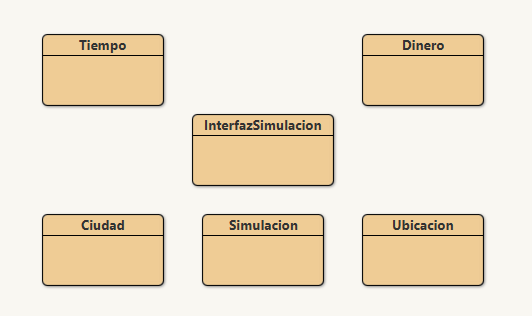 Tiempo
Dinero
InterfazSimulacion
Ciudad
Simulacion
Ubicacion